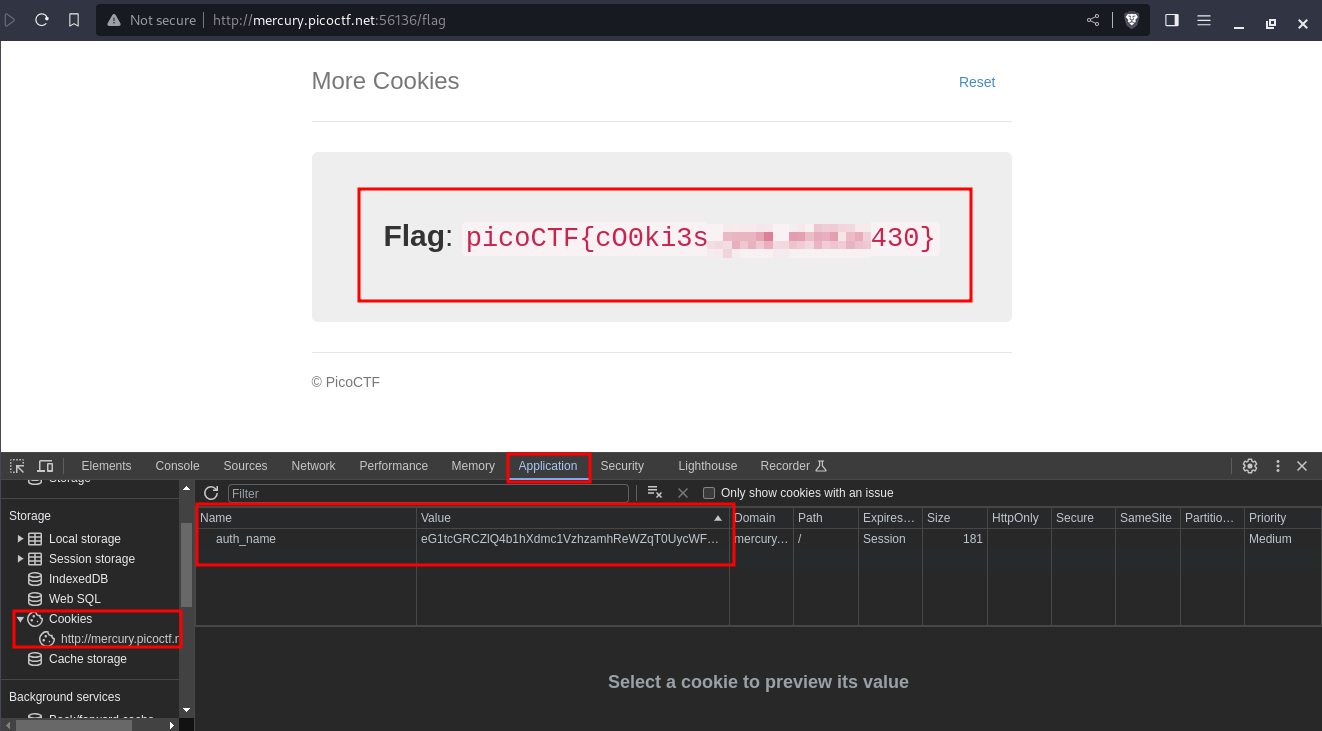 Not secure http://mercury.picoctf.net:56136/flag
More Cookies Reset
Flag: picoCTF{cO0ki3s 430}
© PicoCTF
Elements Console Sources Network Performance Memory Application Security Lighthouse Recorder
Storage
Filter Only show cookies with an issue
Storage
Name Value Domain Path Expires… Size HttpOnly Secure SameSite Partitio… Priority
Local storage
auth_name mercury… / Session 181 Medium
Session storage
IndexedDB
Web SQL
Cookies
http://mercury.picoctf.n
Cache storage
Select a cookie to preview its value
Background services
Back/forward cache